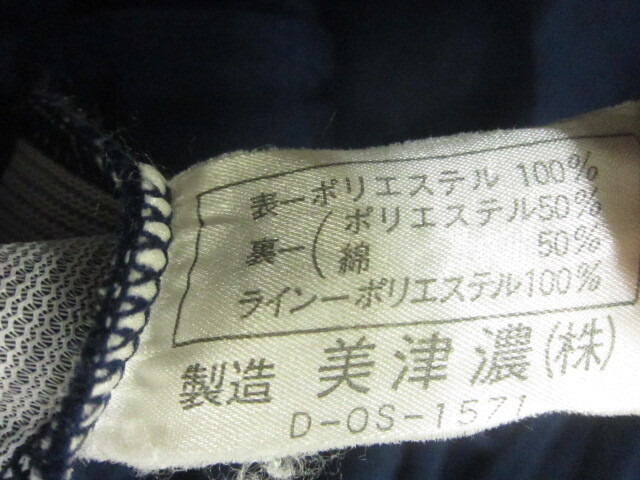 表ーポリエステル 100%
裏ー(ポリエステル50%
綿 50%
ラインーポリエステル100%
製造 美津濃(株)
D-OS-1571